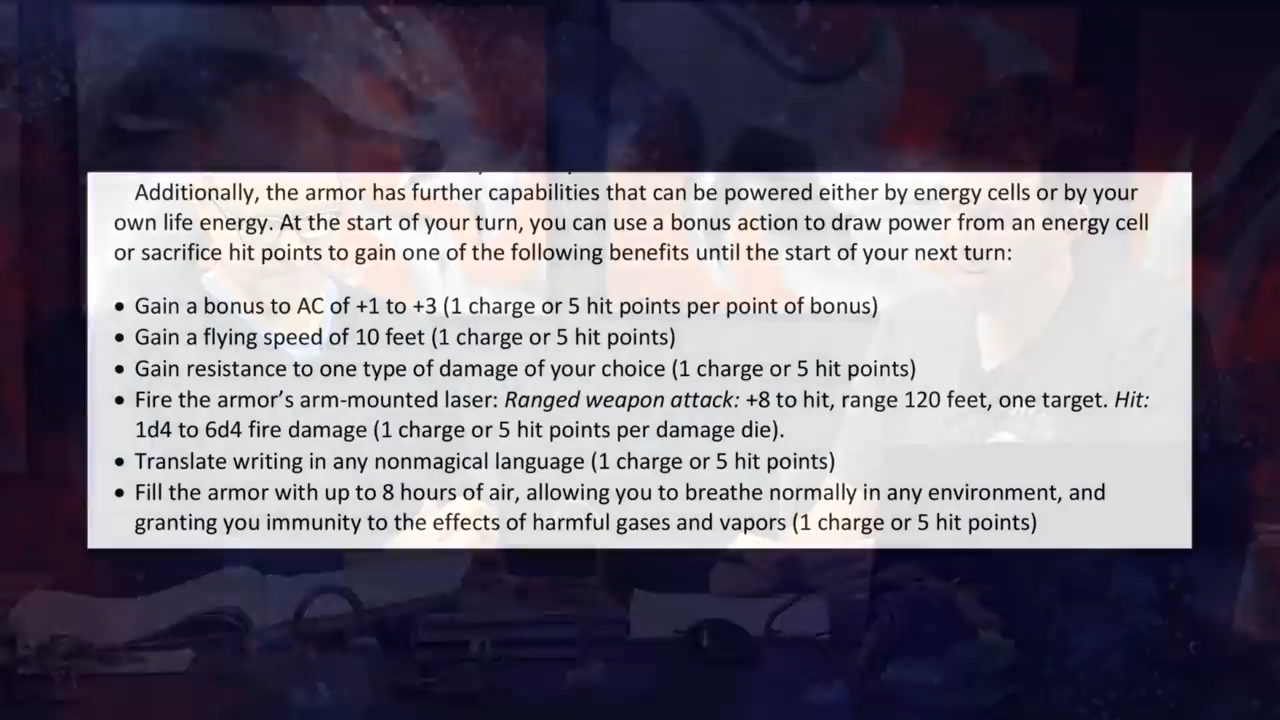 Additionally, the armor has further capabilities that can be powered either by energy cells or by your
own life energy. At the start of your turn, you can use a bonus action to draw power from an energy cell
or sacrifice hit points to gain one of the following benefits until the start of your next turn:
• Gain a bonus to AC of +1 to +3 (1 charge or 5 hit points per point of bonus)
• Gain a flying speed of 10 feet (1 charge or 5 hit points)
• Gain resistance to one type of damage of your choice (1 charge or 5 hit points)
• Fire the armor’s arm-mounted laser: Ranged weapon attack: +8 to hit, range 120 feet, one target. Hit:
1d4 to 6d4 fire damage (1 charge or 5 hit points per damage die).
• Translate writing in any nonmagical language (1 charge or 5 hit points)
• Fill the armor with up to 8 hours of air, allowing you to breathe normally in any environment, and
granting you immunity to the effects of harmful gases and vapors (1 charge or 5 hit points)